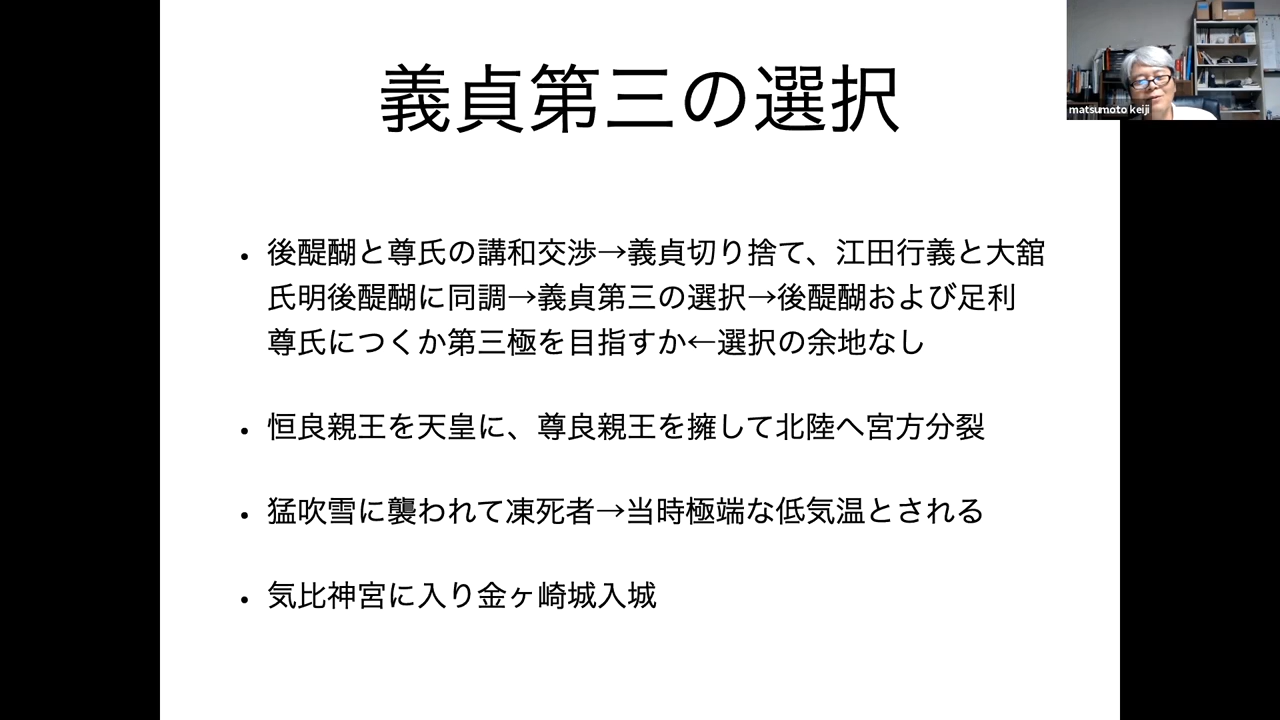 義貞第三の選択
matsumoto keiji
• 後醍醐と尊氏の講和交渉→義貞切り捨て、江田行義と大舘
氏明後醍醐に同調→義貞第三の選択→後醍醐および足利
尊氏につくか第三極を目指すか←選択の余地なし
• 恒良親王を天皇に、尊良親王を擁して北陸へ宮方分裂
• 猛吹雪に襲われて凍死者→当時極端な低気温とされる
• 気比神宮に入り金ヶ崎城入城